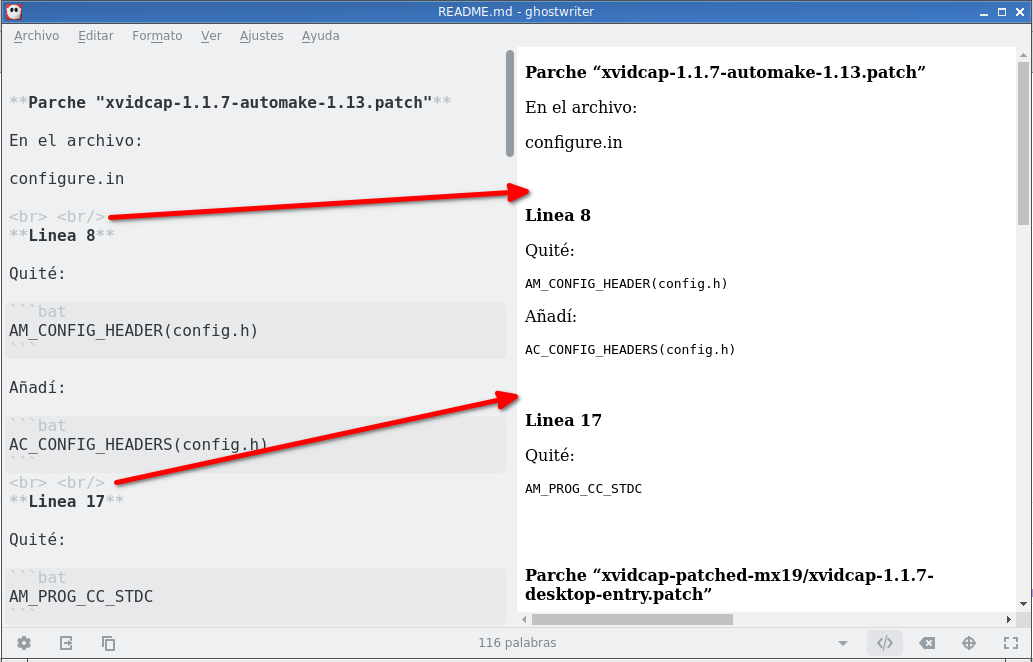 README.md - ghostwriter
Archivo Editar Formato Ver Ajustes Ayuda
**Parche "xvidcap-1.1.7-automake-1.13.patch"**
En el archivo:
configure.in
<br> <br/>
**Linea 8**
Quité:
```bat
AM_CONFIG_HEADER(config.h)
```
Añadí:
```bat
AC_CONFIG_HEADERS(config.h)
```
<br> <br/>
**Linea 17**
Quité:
```bat
AM_PROG_CC_STDC
```
Parche “xvidcap-1.1.7-automake-1.13.patch”
En el archivo:
configure.in
Linea 8
Quité:
AM_CONFIG_HEADER(config.h)
Añadí:
AC_CONFIG_HEADERS(config.h)
Linea 17
Quité:
AM_PROG_CC_STDC
Parche “xvidcap-patched-mx19/xvidcap-1.1.7-
desktop-entry.patch”
116 palabras